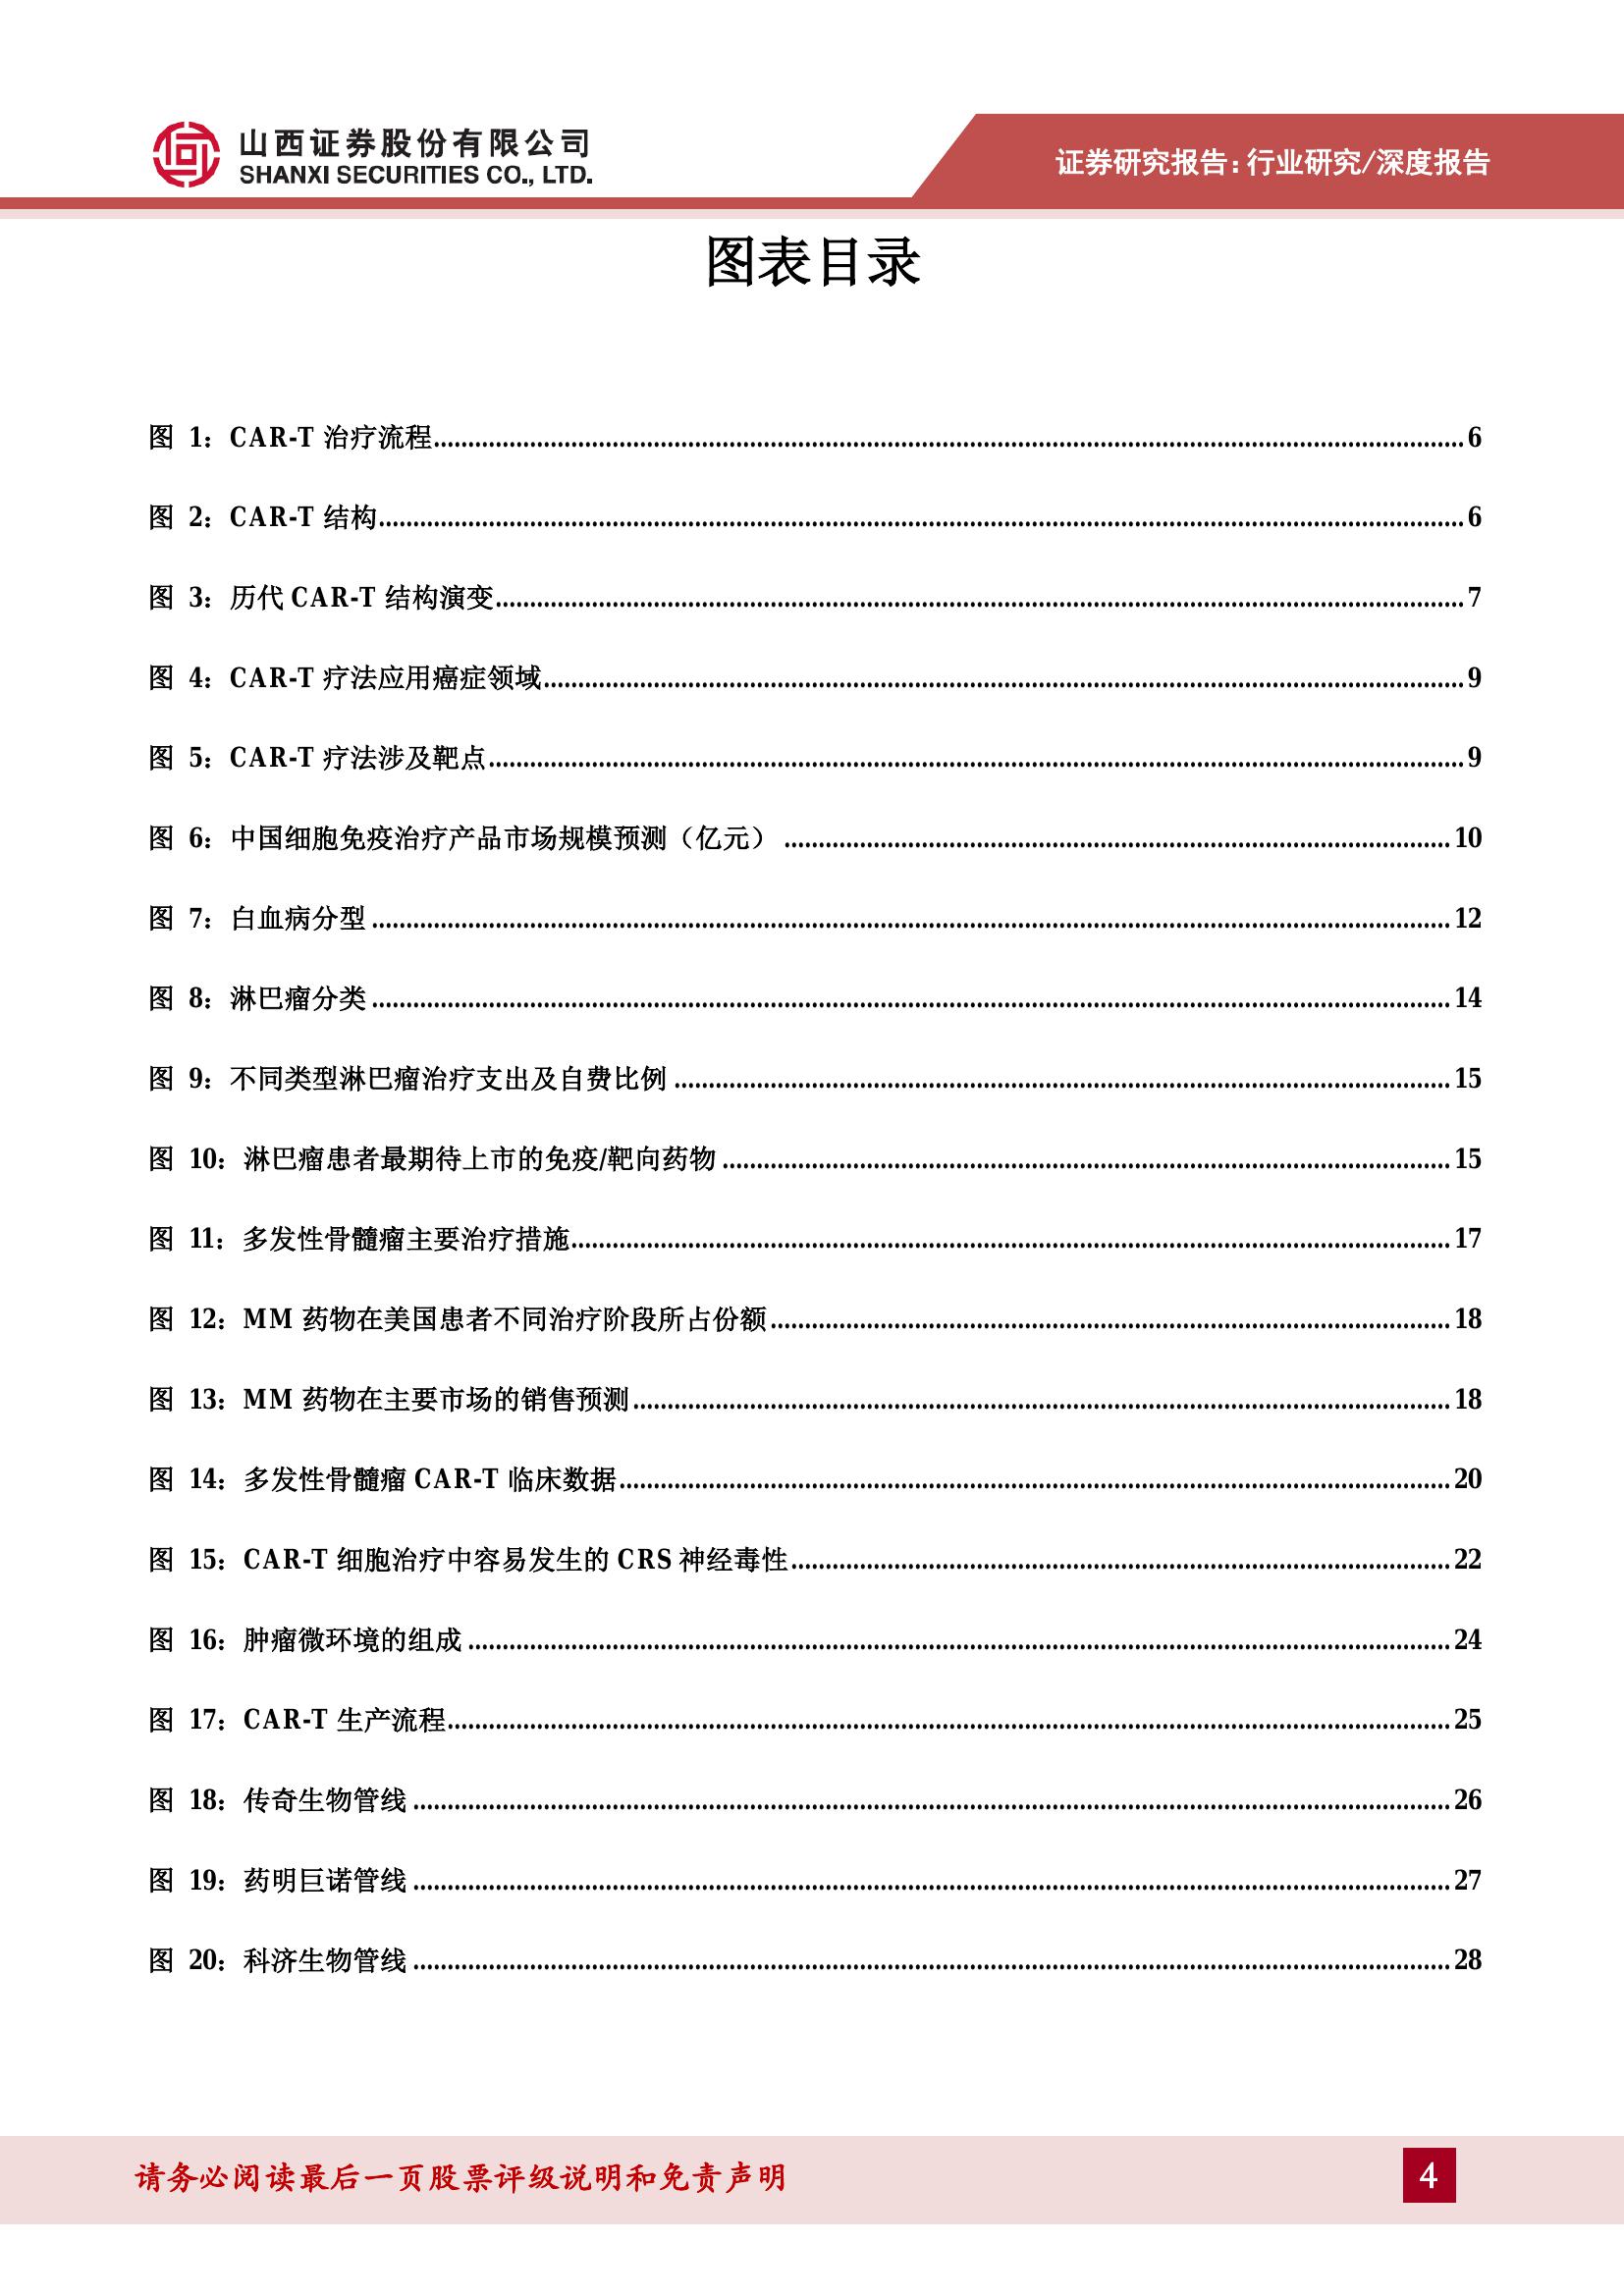 山西证券股份有限公司
SHANXI SECURITIES CO., LTD.
证券研究报告:行业研究/深度报告
图表目录
图 1：CAR-T 治疗流程........................................6
图 2：CAR-T 结构........................................6
图 3：历代 CAR-T 结构演变........................................7
图 4：CAR-T 疗法应用癌症领域........................................9
图 5：CAR-T 疗法涉及靶点........................................9
图 6：中国细胞免疫治疗产品市场规模预测（亿元）........................................10
图 7：白血病分型........................................12
图 8：淋巴瘤分类........................................14
图 9：不同类型淋巴瘤治疗支出及自费比例........................................15
图 10：淋巴瘤患者最期待上市的免疫/靶向药物........................................15
图 11：多发性骨髓瘤主要治疗措施........................................17
图 12：MM 药物在美国患者不同治疗阶段所占份额........................................18
图 13：MM 药物在主要市场的销售预测........................................18
图 14：多发性骨髓瘤 CAR-T 临床数据........................................20
图 15：CAR-T 细胞治疗中容易发生的 CRS 神经毒性........................................22
图 16：肿瘤微环境的组成........................................24
图 17：CAR-T 生产流程........................................25
图 18：传奇生物管线........................................26
图 19：药明巨诺管线........................................27
图 20：科济生物管线........................................28
请务必阅读最后一页股票评级说明和免责声明
4